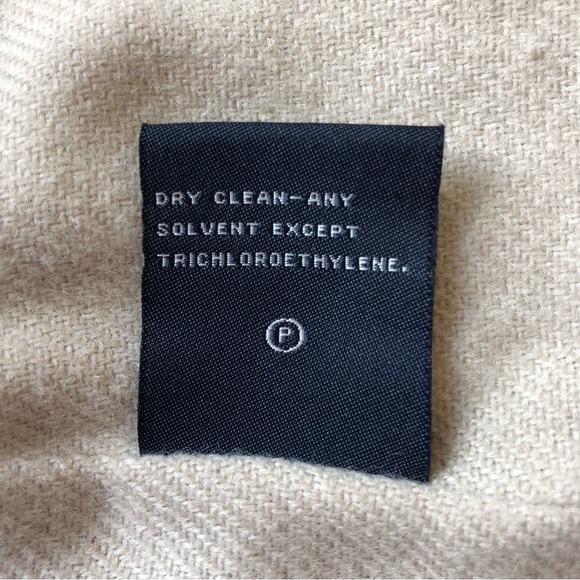 DRY CLEAN-ANY
SOLVENT EXCEPT
TRICHLOROETHYLENE.
P